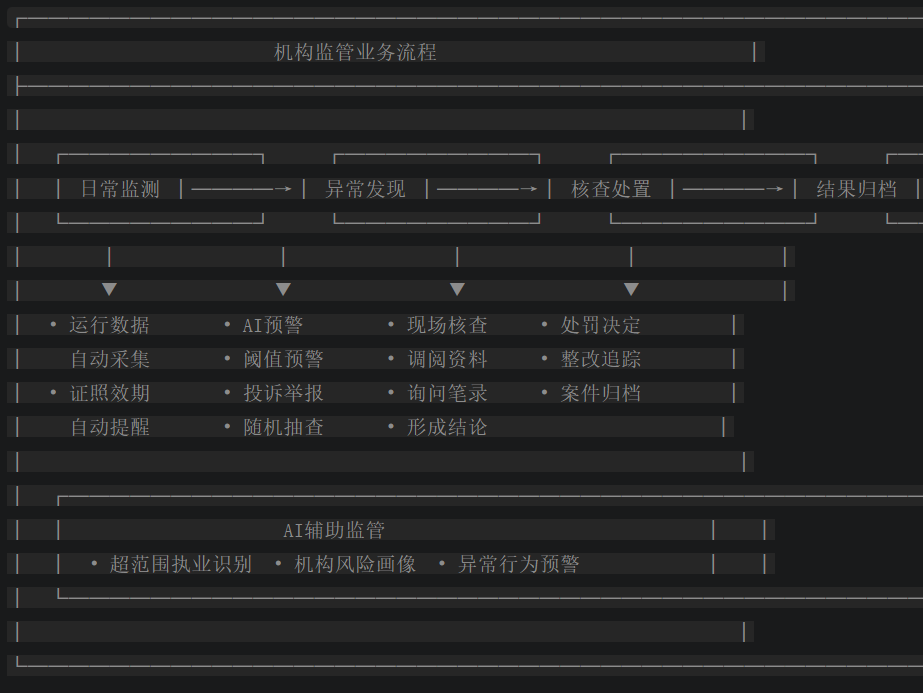 机构监管业务流程
日常监测 → 异常发现 → 核查处置 → 结果归档
• 运行数据 • AI预警 • 现场核查 • 处罚决定
自动采集 • 阈值预警 • 调阅资料 • 整改追踪
• 证照效期 • 投诉举报 • 询问笔录 • 案件归档
自动提醒 • 随机抽查 • 形成结论
AI辅助监管
• 超范围执业识别 • 机构风险画像 • 异常行为预警